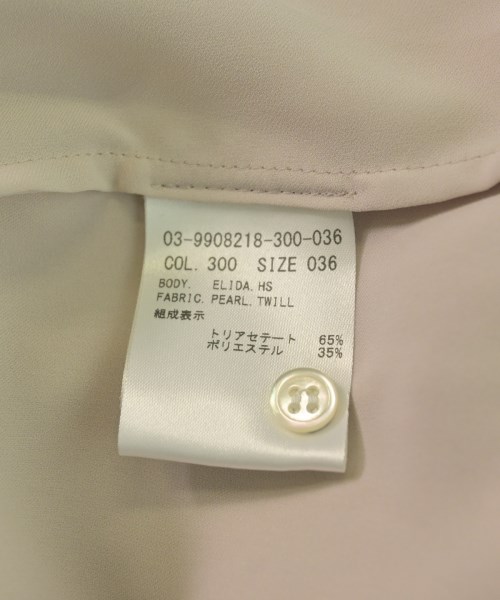 03-9908218-300-036
COL. 300 SIZE 036
BODY. ELIDA.HS
FABRIC. PEARL. TWILL
組成表示
トリアセテート 65%
ポリエステル 35%